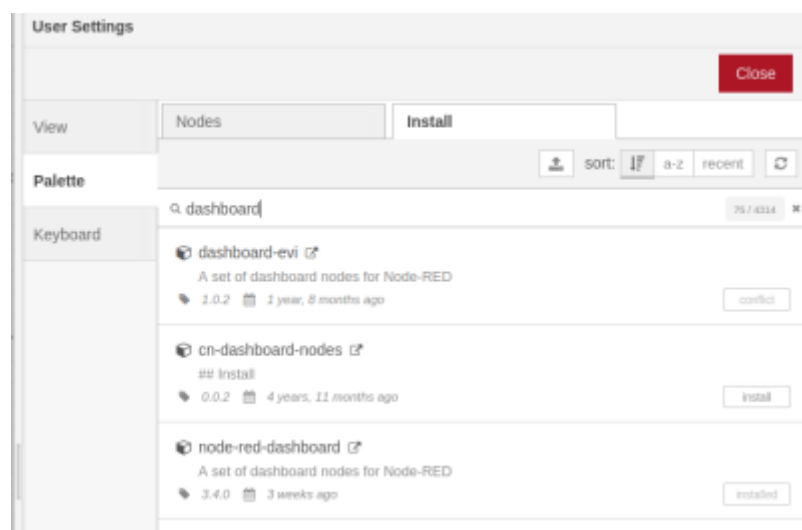 User Settings
Close
View
Palette
Keyboard
Nodes
Install
sort: a-z recent
dashboard
75 / 4314
dashboard-evi
A set of dashboard nodes for Node-RED
1.0.2 1 year, 8 months ago
conflict
cn-dashboard-nodes
## Install
0.0.2 4 years, 11 months ago
install
node-red-dashboard
A set of dashboard nodes for Node-RED
3.4.0 3 weeks ago
installed